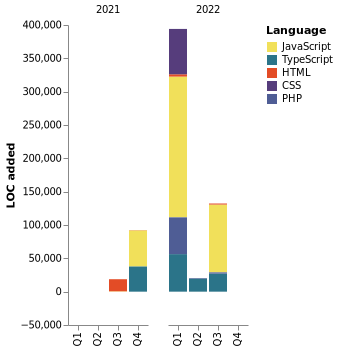 2021
2022
Language
JavaScript
TypeScript
HTML
CSS
PHP
LOC added
400,000
350,000
300,000
250,000
200,000
150,000
100,000
50,000
0
−50,000
Q1
Q2
Q3
Q4
Q1
Q2
Q3
Q4